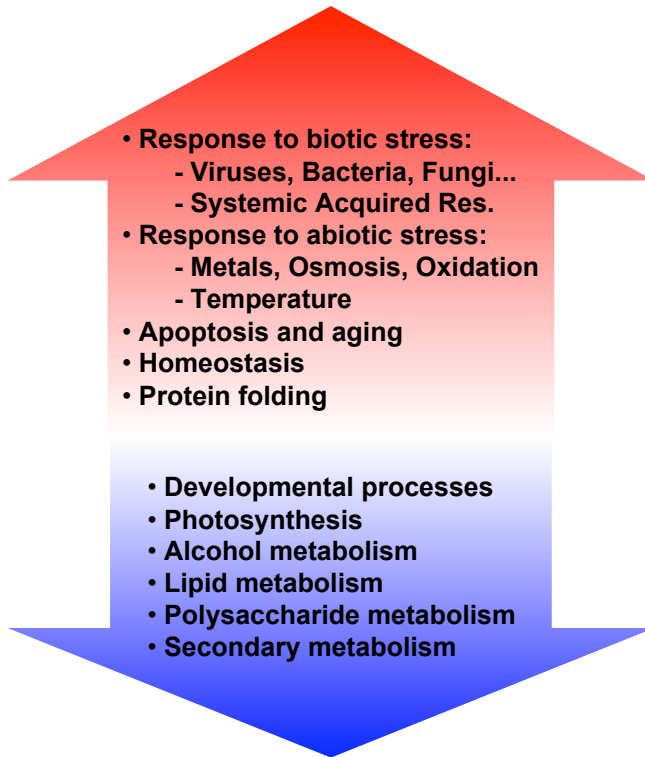 • Response to biotic stress:
- Viruses, Bacteria, Fungi...
- Systemic Acquired Res.
• Response to abiotic stress:
- Metals, Osmosis, Oxidation
- Temperature
• Apoptosis and aging
• Homeostasis
• Protein folding
• Developmental processes
• Photosynthesis
• Alcohol metabolism
• Lipid metabolism
• Polysaccharide metabolism
• Secondary metabolism